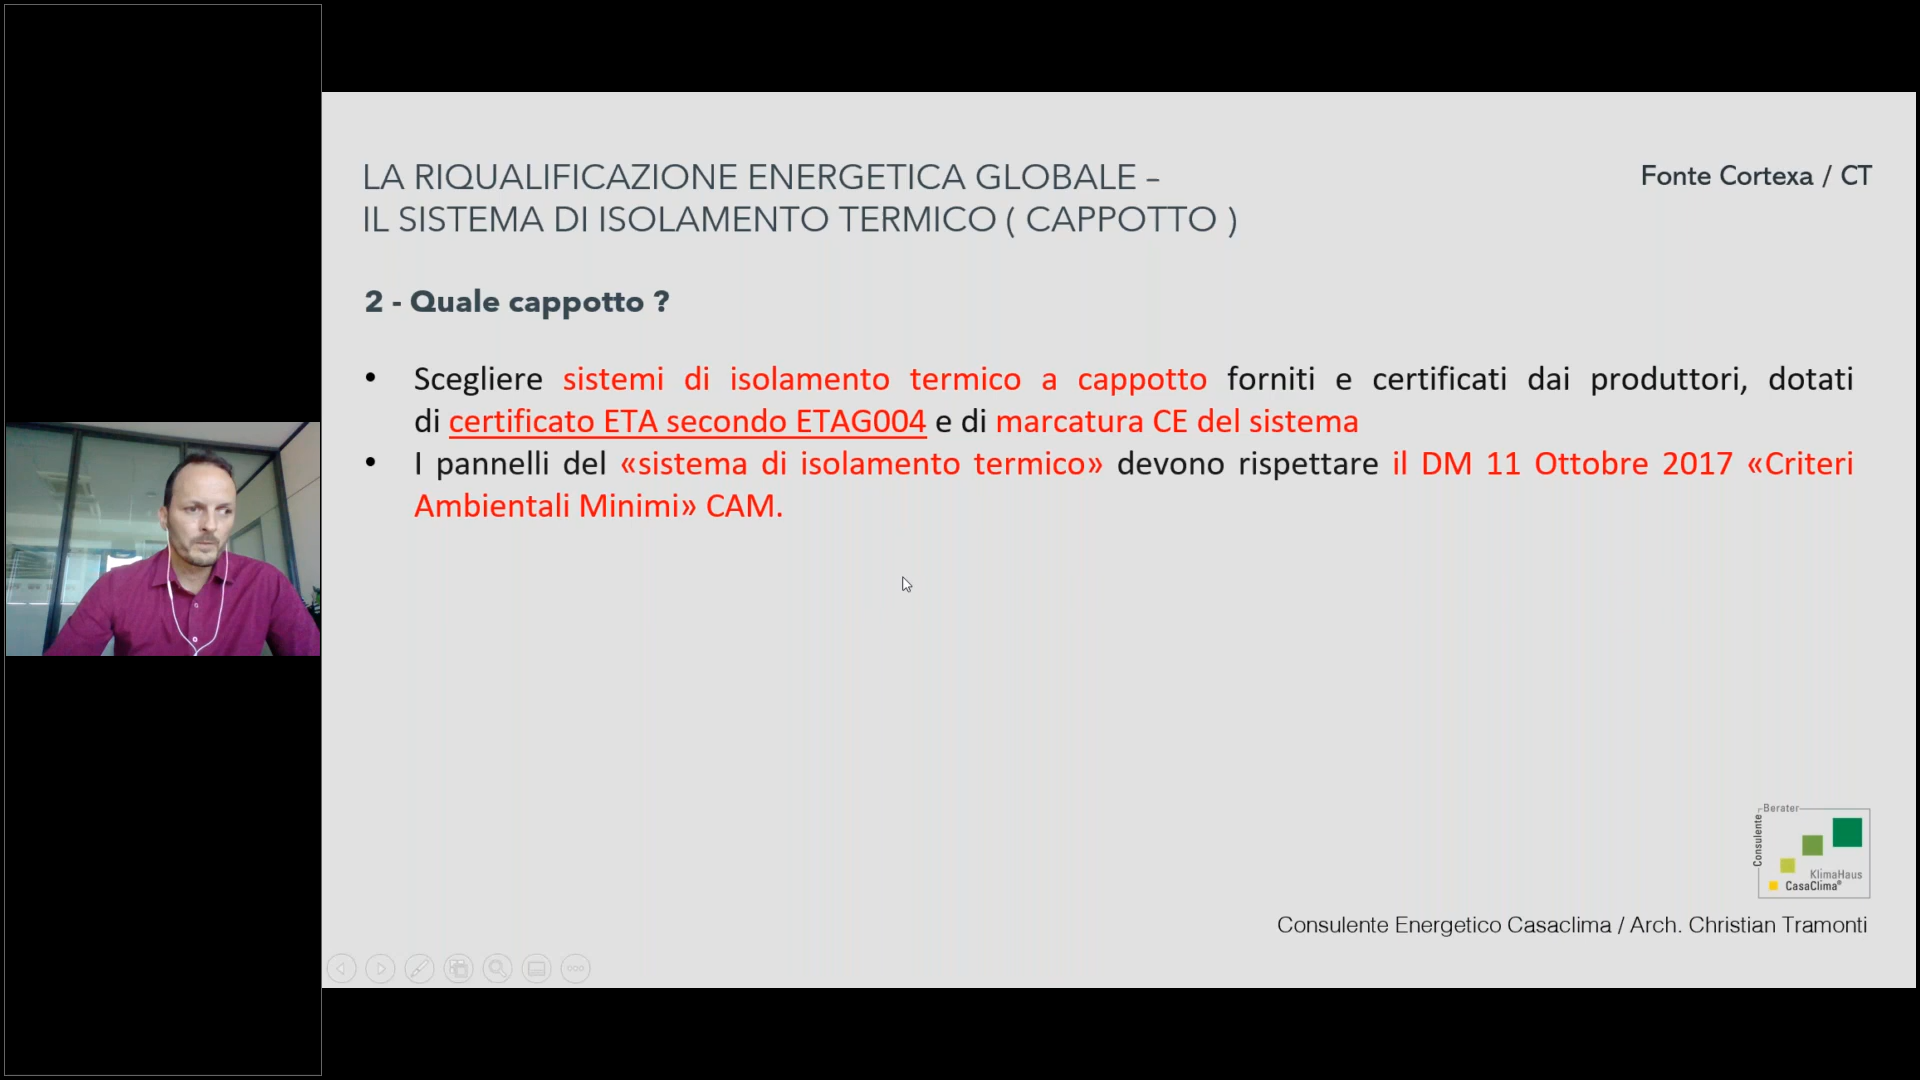 LA RIQUALIFICAZIONE ENERGETICA GLOBALE –
IL SISTEMA DI ISOLAMENTO TERMICO ( CAPPOTTO )
Fonte Cortexa / CT
2 - Quale cappotto ?
• Scegliere sistemi di isolamento termico a cappotto forniti e certificati dai produttori, dotati
di certificato ETA secondo ETAG004 e di marcatura CE del sistema
• I pannelli del «sistema di isolamento termico» devono rispettare il DM 11 Ottobre 2017 «Criteri
Ambientali Minimi» CAM.
Berater
Consulente
KlimaHaus
CasaClima®
Consulente Energetico Casaclima / Arch. Christian Tramonti